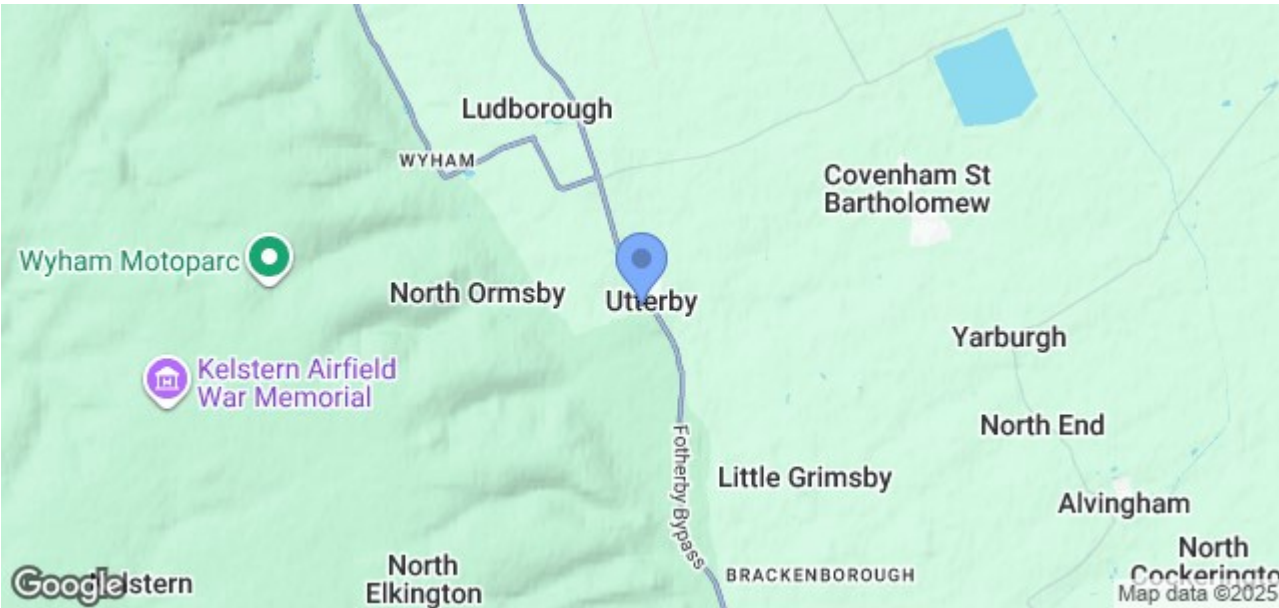 Ludborough
WYHAM
Covenham St
Bartholomew
Wyham Motoparc
North Ormsby
Utterby
Yarburgh
Kelstern Airfield
War Memorial
North End
Fotherby Bypass
Little Grimsby
Alvingham
North
Elkington
BRACKENBOROUGH
North
Google
Map data ©2025